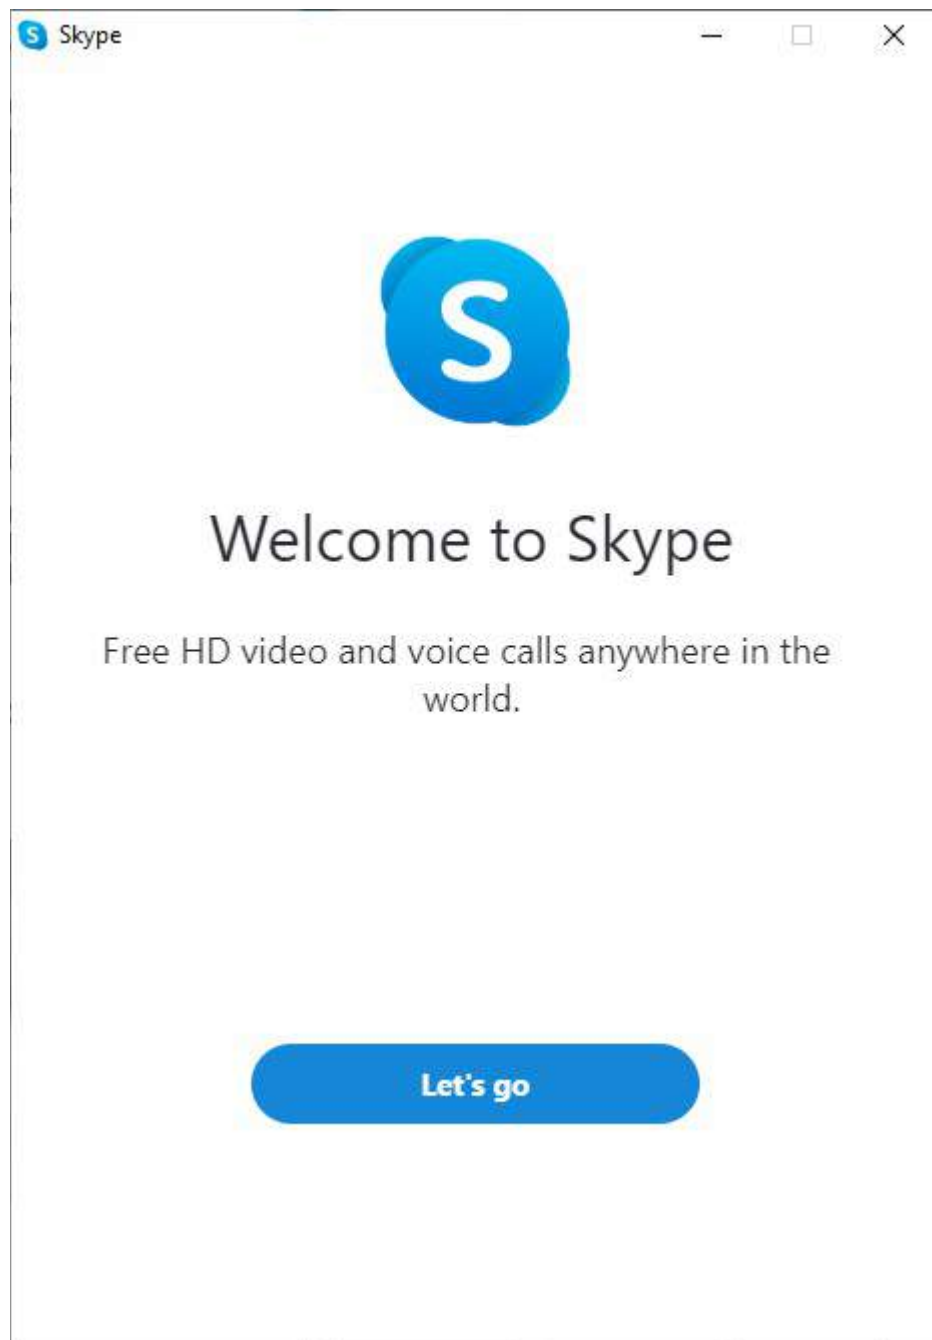 S Skype
S
Welcome to Skype
Free HD video and voice calls anywhere in the
world.
Let's go